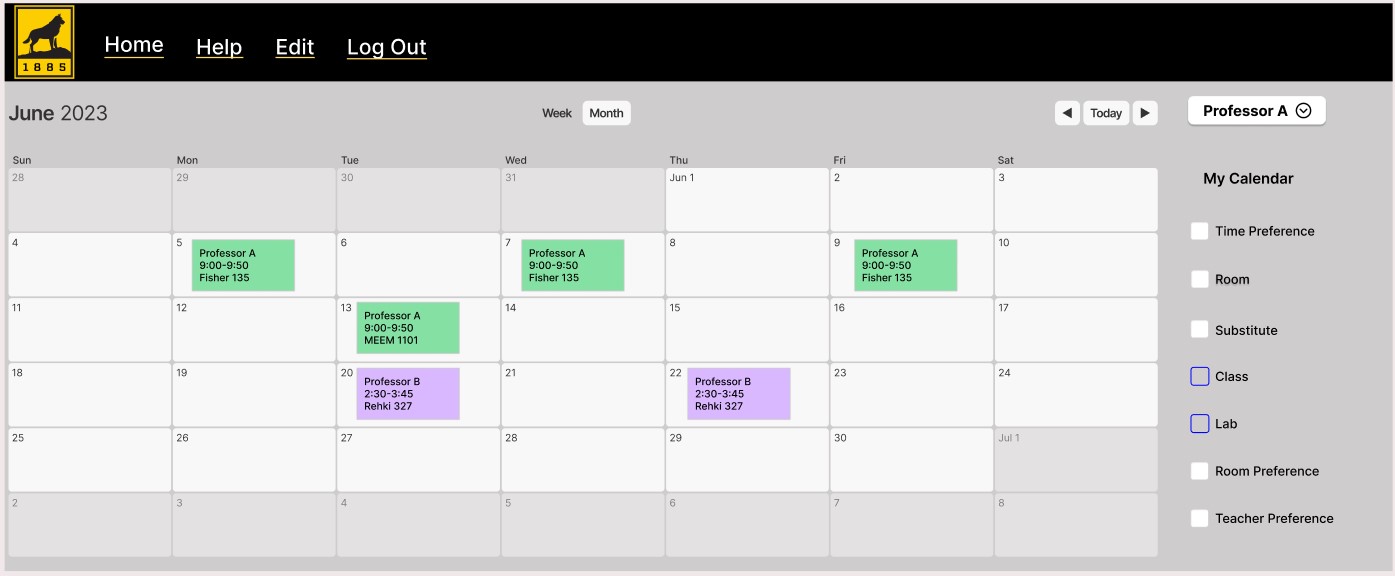 1885
Home Help Edit Log Out
June 2023
Week Month
◀ Today ▶
Professor A
Sun Mon Tue Wed Thu Fri Sat
28 29 30 31 Jun 1 2 3
4 5 6 7 8 9 10
Professor A
9:00-9:50
Fisher 135
Professor A
9:00-9:50
Fisher 135
Professor A
9:00-9:50
Fisher 135
11 12 13 14 15 16 17
Professor A
9:00-9:50
MEEM 1101
18 19 20 21 22 23 24
Professor B
2:30-3:45
Rehki 327
Professor B
2:30-3:45
Rehki 327
25 26 27 28 29 30 Jul 1
2 3 4 5 6 7 8
My Calendar
Time Preference
Room
Substitute
Class
Lab
Room Preference
Teacher Preference